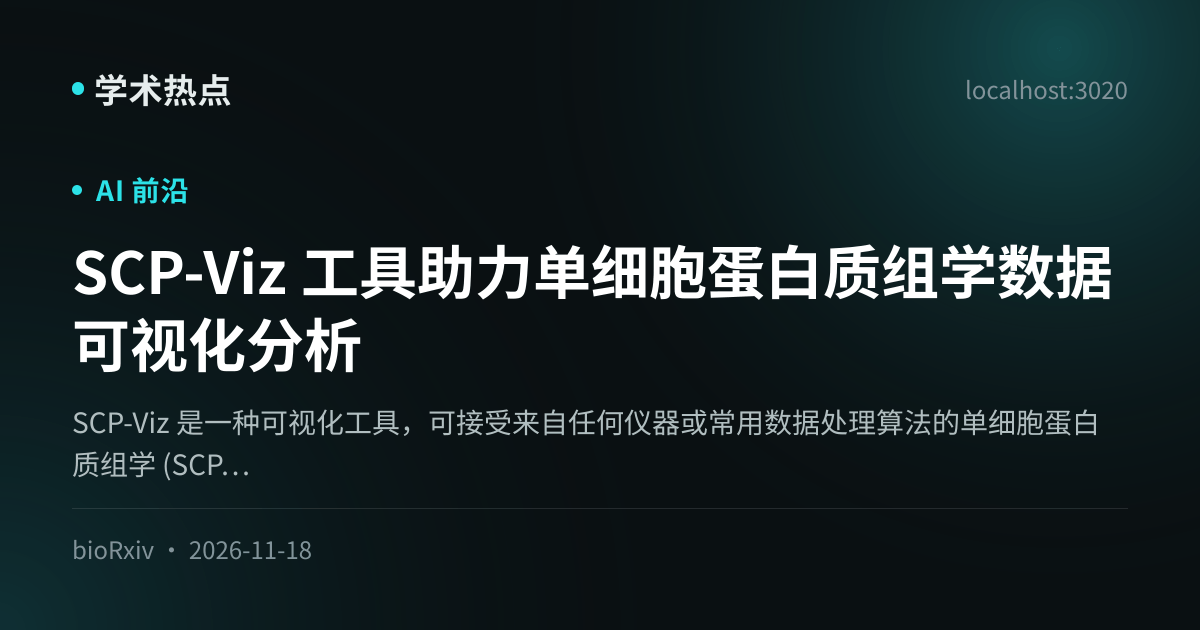 学术热点
localhost:3020
AI 前沿
SCP-Viz 工具助力单细胞蛋白质组学数据
可视化分析
SCP-Viz 是一种可视化工具，可接受来自任何仪器或常用数据处理算法的单细胞蛋白
质组学 (SCP…
bioRxiv · 2026-11-18